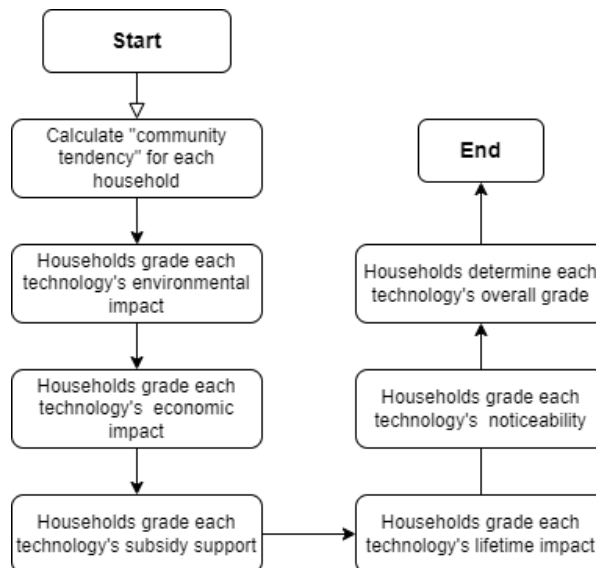 Start
Calculate "community
tendency" for each
household
Households grade each
technology's environmental
impact
Households grade each
technology's economic
impact
Households grade each
technology's subsidy support
Households grade each
technology's lifetime impact
Households grade each
technology's noticeability
Households determine each
technology's overall grade
End